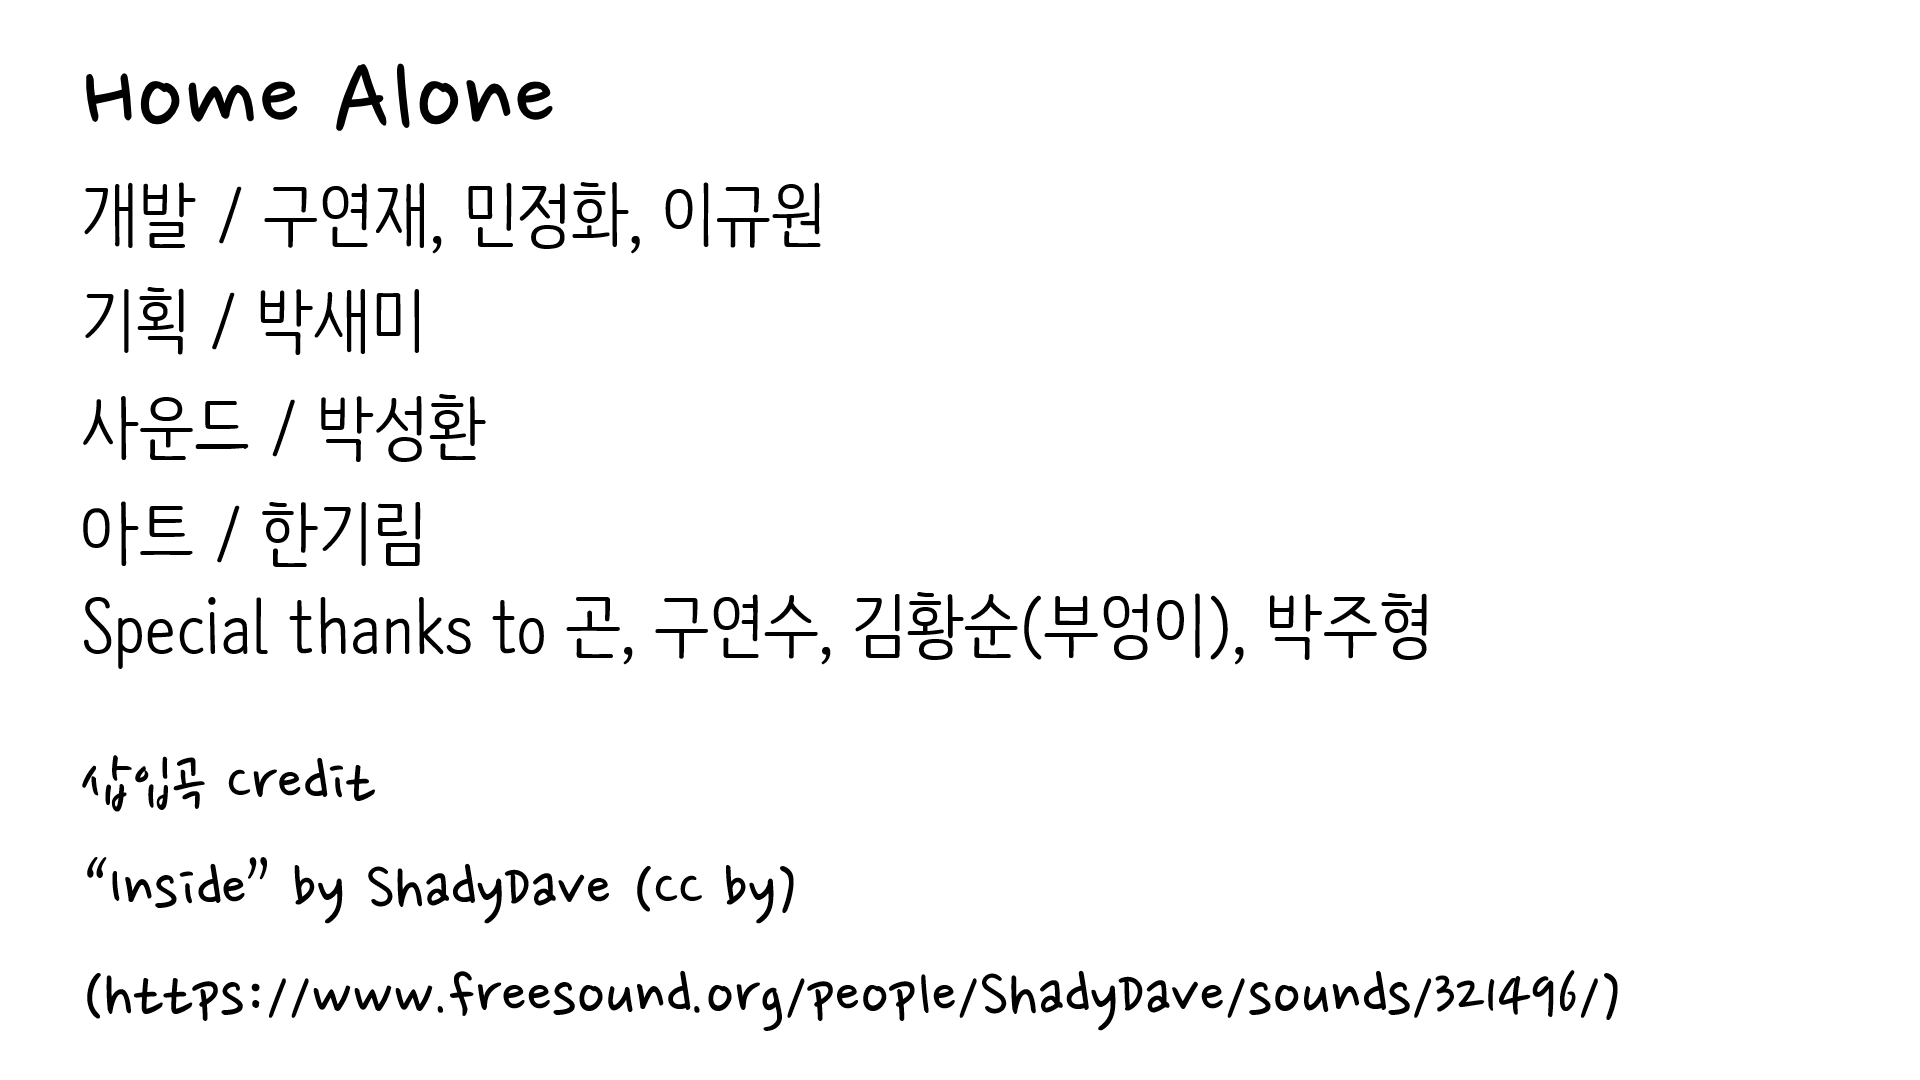 Home Alone
개발 / 구연재, 민정화, 이규원
기획 / 박새미
사운드 / 박성환
아트 / 한기림
Special thanks to 곤, 구연수, 김황순(부엉이), 박주형
삽입곡 credit
“Inside” by ShadyDave (cc by)
(https://www.freesound.org/people/ShadyDave/sounds/321496/)